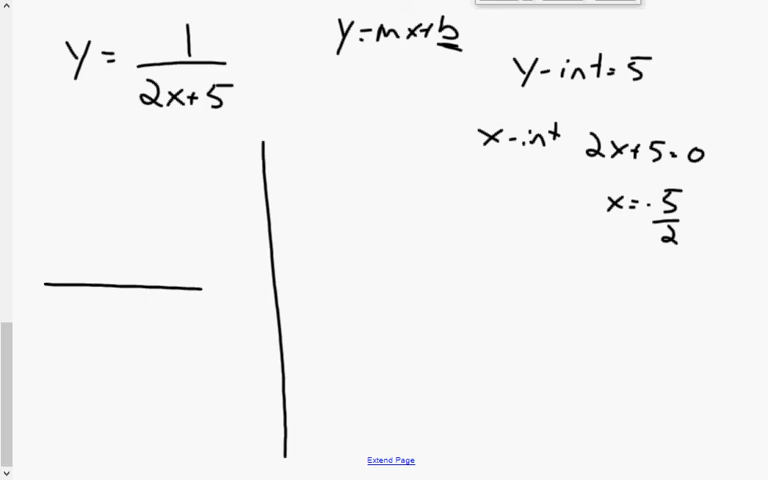 y = 1/(2x+5)
y=mx+b
y-int=5
x-int 2x+5=0
x=-5/2
Extend Page